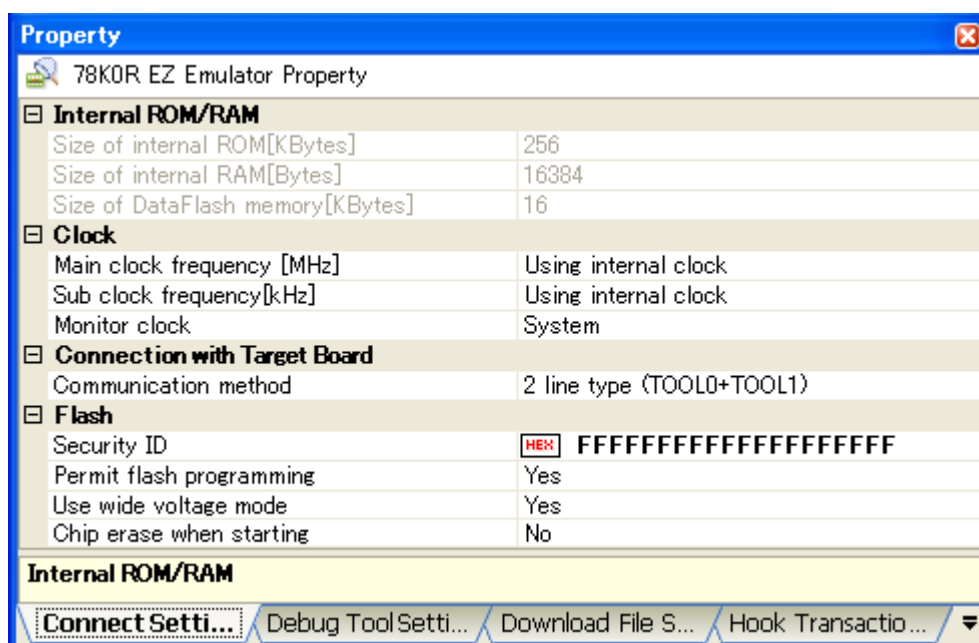 Property
78K0R EZ Emulator Property
Internal ROM/RAM
Size of internal ROM[KBytes] 256
Size of internal RAM[Bytes] 16384
Size of DataFlash memory[KBytes] 16
Clock
Main clock frequency [MHz] Using internal clock
Sub clock frequency[kHz] Using internal clock
Monitor clock System
Connection with Target Board
Communication method 2 line type (TOOL0+TOOL1)
Flash
Security ID HEX FFFFFFFFFFFFFFFFFFFF
Permit flash programming Yes
Use wide voltage mode Yes
Chip erase when starting No
Internal ROM/RAM
Connect Setti... Debug Tool Setti... Download File S... Hook Transactio...